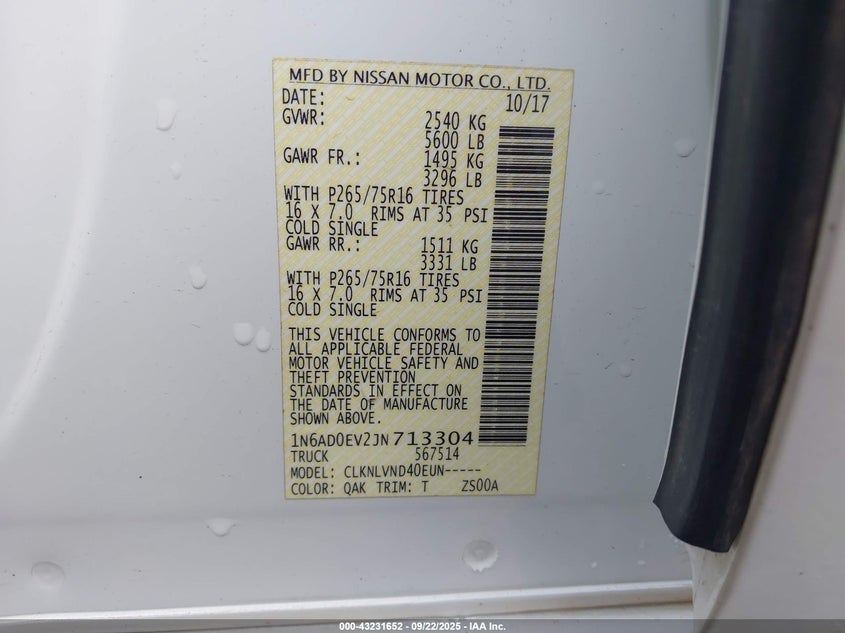 MFD BY NISSAN MOTOR CO., LTD.
DATE: 10/17
GVWR: 2540 KG
5600 LB
GAWR FR.: 1495 KG
3296 LB
WITH P265/75R16 TIRES
16 X 7.0 RIMS AT 35 PSI
COLD SINGLE
GAWR RR.: 1511 KG
3331 LB
WITH P265/75R16 TIRES
16 X 7.0 RIMS AT 35 PSI
COLD SINGLE
THIS VEHICLE CONFORMS TO
ALL APPLICABLE FEDERAL
MOTOR VEHICLE SAFETY AND
THEFT PREVENTION
STANDARDS IN EFFECT ON
THE DATE OF MANUFACTURE
SHOWN ABOVE.
1N6AD0EV2JN713304
TRUCK 567514
MODEL: CLKNLVND40EUN-----
COLOR: QAK TRIM: T ZS00A
000-43231652 - 09/22/2025 - IAA Inc.